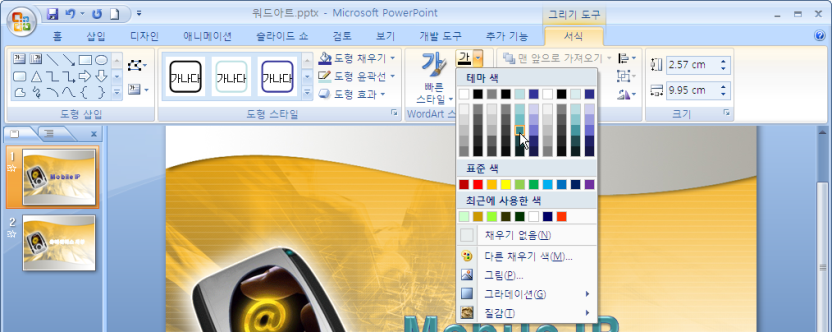 워드아트.pptx - Microsoft PowerPoint
그리기 도구
홈 삽입 디자인 애니메이션 슬라이드 쇼 검토 보기 개발 도구 추가 기능 서식
가나다 가나다 가나다
도형 채우기
도형 윤곽선
도형 효과
가
빠른
스타일
가
맨 앞으로 가져오기
2.57 cm
9.95 cm
도형 삽입
도형 스타일
WordArt 스
크기
테마 색
표준 색
최근에 사용한 색
채우기 없음(N)
다른 채우기 색(M)...
그림(P)...
그라데이션(G)
질감(T)
1
Mobile IP
2
@
Mobile IP